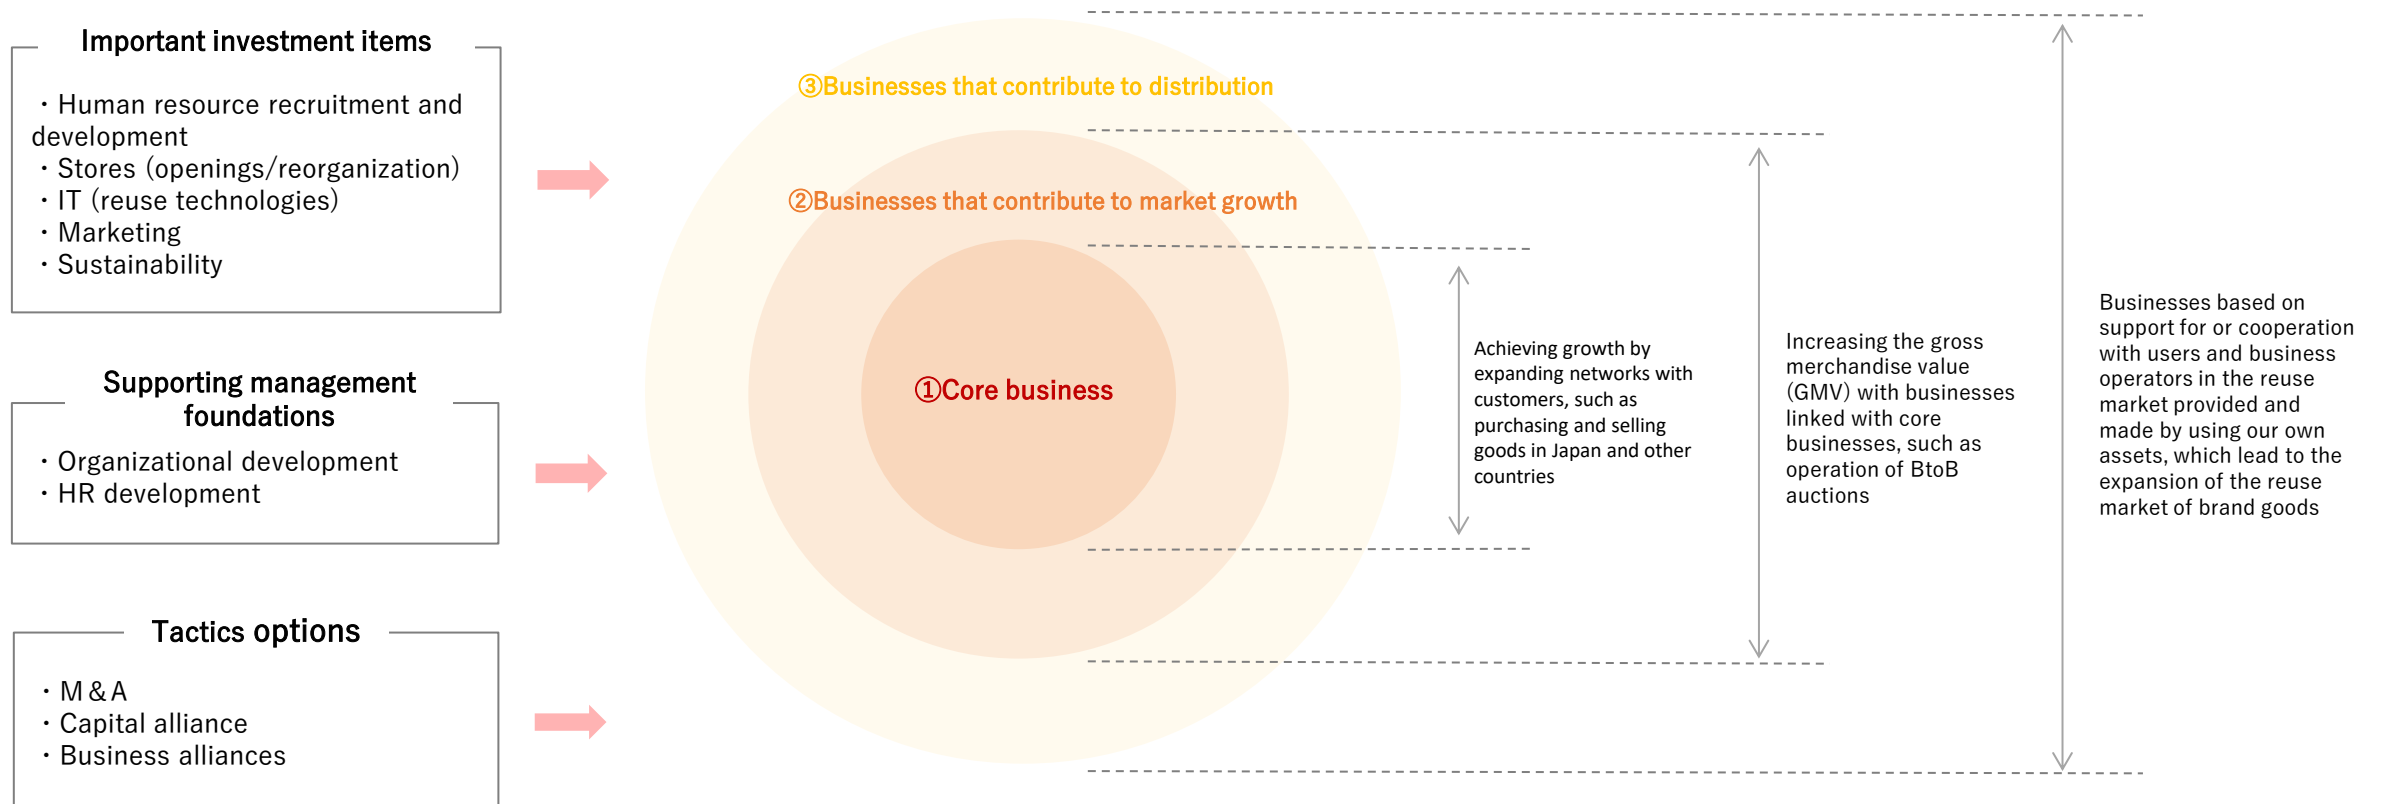 Important investment items
・Human resource recruitment and
development
・Stores (openings/reorganization)
・IT (reuse technologies)
・Marketing
・Sustainability
Supporting management
foundations
・Organizational development
・HR development
Tactics options
・M＆A
・Capital alliance
・Business alliances
③Businesses that contribute to distribution
②Businesses that contribute to market growth
①Core business
Achieving growth by
expanding networks with
customers, such as
purchasing and selling
goods in Japan and other
countries
Increasing the gross
merchandise value
(GMV) with businesses
linked with core
businesses, such as
operation of BtoB
auctions
Businesses based on
support for or cooperation
with users and business
operators in the reuse
market provided and
made by using our own
assets, which lead to the
expansion of the reuse
market of brand goods